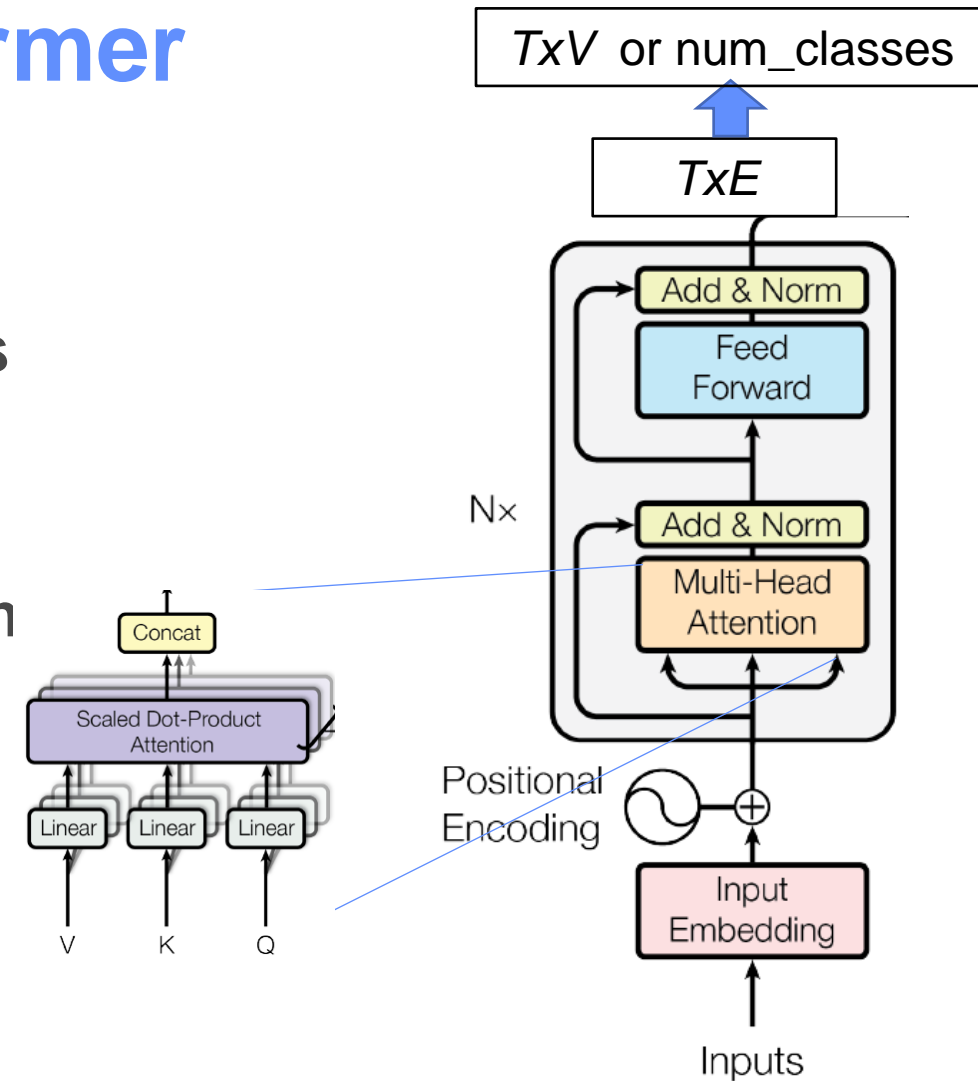 rmer
TxV or num_classes
TxE
s
Add & Norm
Feed
Forward
Nx
Add & Norm
Multi-Head
Attention
n
Concat
Scaled Dot-Product
Attention
Linear Linear Linear
V K Q
Positional
Encoding
Input
Embedding
Inputs